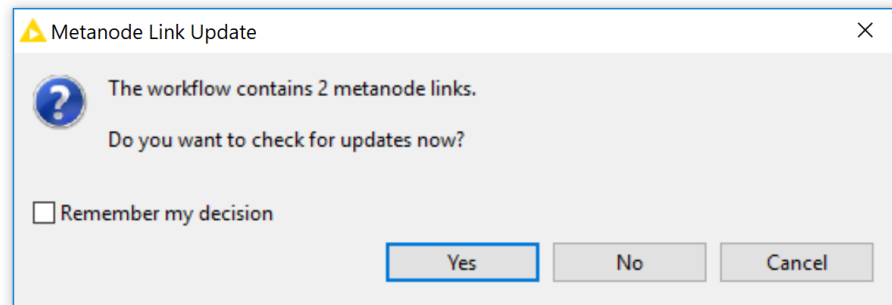 Metanode Link Update
The workflow contains 2 metanode links.
Do you want to check for updates now?
Remember my decision
Yes
No
Cancel